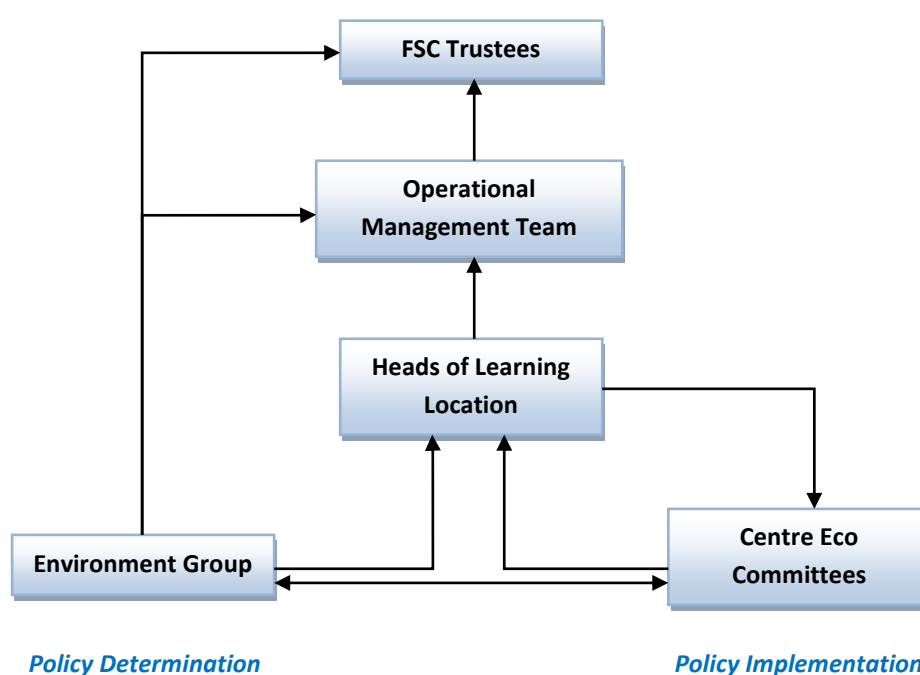 FSC Trustees
Operational
Management Team
Heads of Learning
Location
Environment Group
Centre Eco
Committees
Policy Determination
Policy Implementation